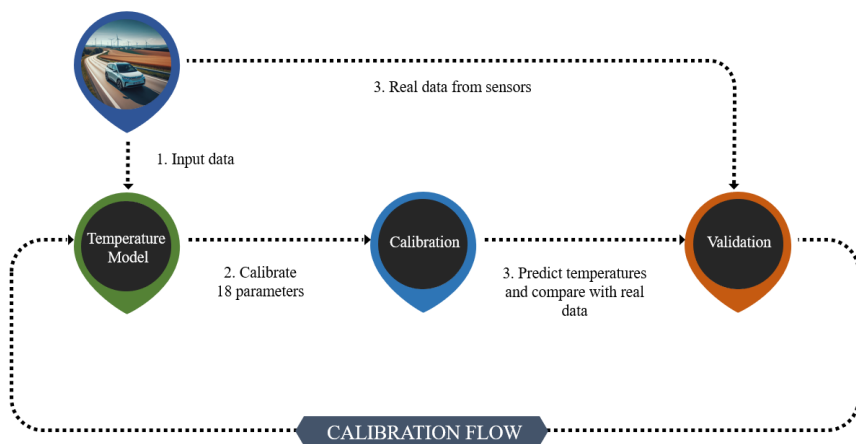 3. Real data from sensors
1. Input data
Temperature
Model
Calibration
Validation
2. Calibrate
18 parameters
3. Predict temperatures
and compare with real
data
CALIBRATION FLOW